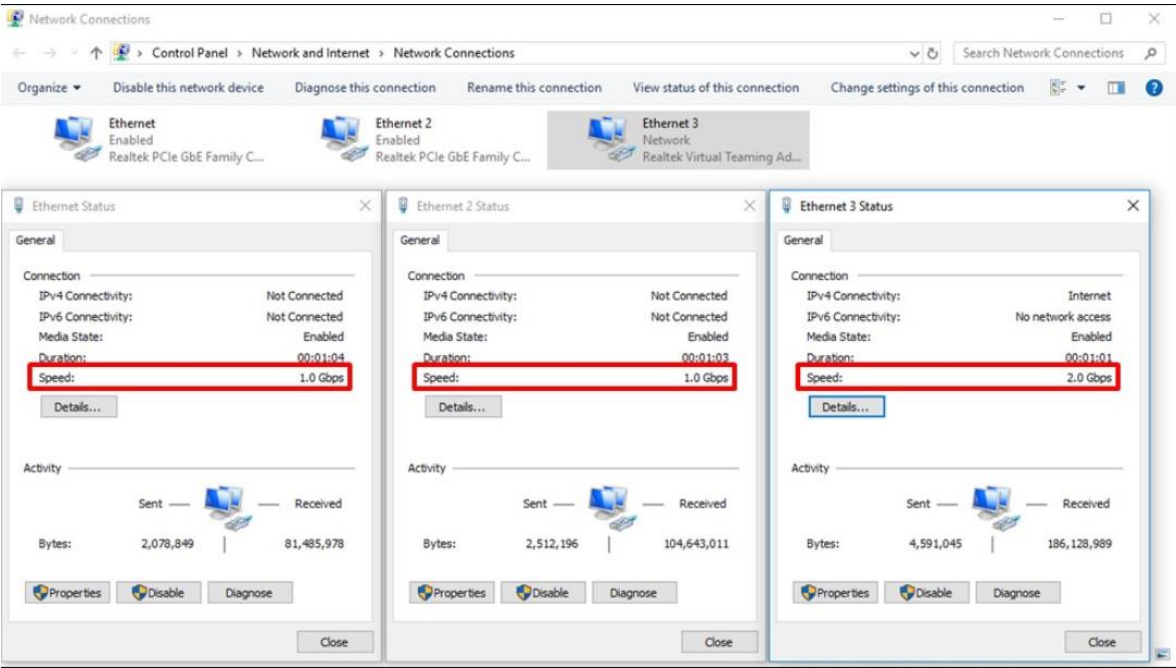 Network Connections
Control Panel > Network and Internet > Network Connections
Search Network Connections
Organize
Disable this network device
Diagnose this connection
Rename this connection
View status of this connection
Change settings of this connection
Ethernet
Enabled
Realtek PCIe GbE Family C...
Ethernet 2
Enabled
Realtek PCIe GbE Family C...
Ethernet 3
Network
Realtek Virtual Teaming Ad...
Ethernet Status
General
Connection
IPv4 Connectivity: Not Connected
IPv6 Connectivity: Not Connected
Media State: Enabled
Duration: 00:01:04
Speed: 1.0 Gbps
Details...
Activity
Sent — Received
Bytes: 2,078,849 | 81,485,978
Properties Disable Diagnose
Close
Ethernet 2 Status
General
Connection
IPv4 Connectivity: Not Connected
IPv6 Connectivity: Not Connected
Media State: Enabled
Duration: 00:01:03
Speed: 1.0 Gbps
Details...
Activity
Sent — Received
Bytes: 2,512,196 | 104,643,011
Properties Disable Diagnose
Close
Ethernet 3 Status
General
Connection
IPv4 Connectivity: Internet
IPv6 Connectivity: No network access
Media State: Enabled
Duration: 00:01:01
Speed: 2.0 Gbps
Details...
Activity
Sent — Received
Bytes: 4,591,045 | 186,128,989
Properties Disable Diagnose
Close